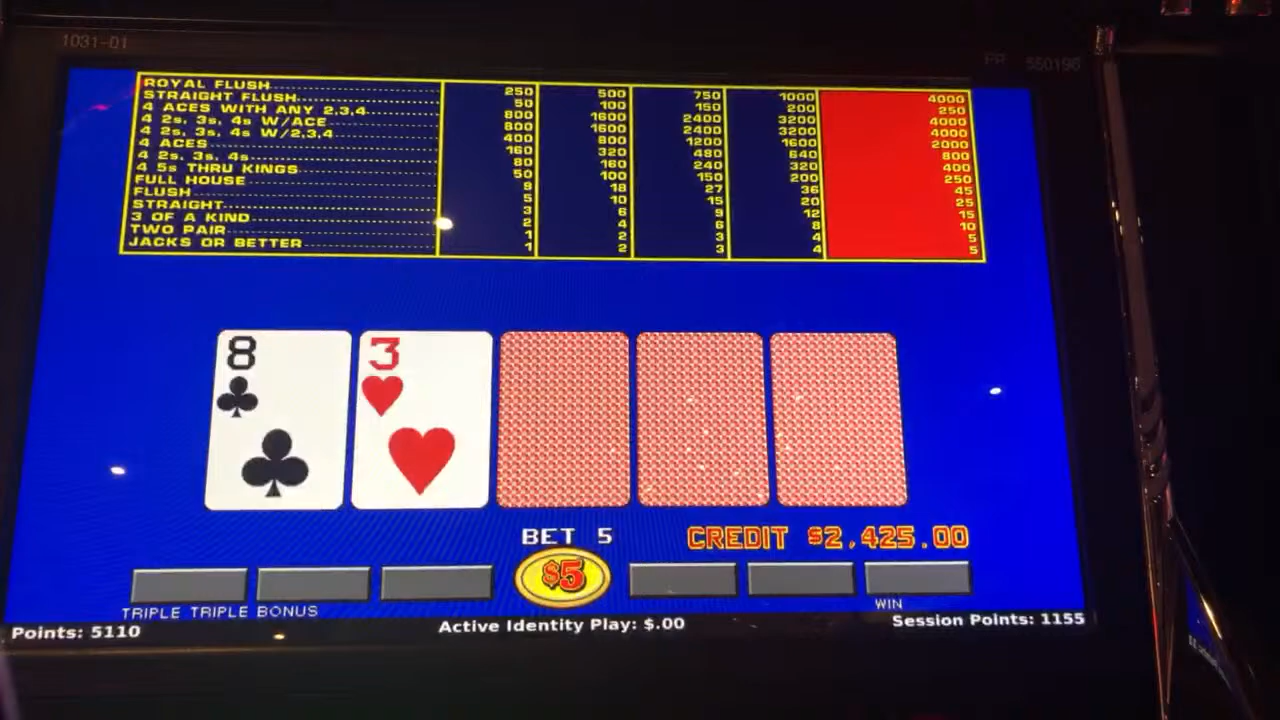 1031-01
PP 550196
ROYAL FLUSH 250 500 750 1000 4000
STRAIGHT FLUSH 50 100 150 200 250
4 ACES WITH ANY 2,3,4 800 1600 2400 3200 4000
4 2s, 3s, 4s W/ACE 800 1600 2400 3200 4000
4 2s, 3s, 4s W/2,3,4 400 800 1200 1600 2000
4 ACES 160 320 480 640 800
4 2s, 3s, 4s 80 160 240 320 400
4 5s THRU KINGS 50 100 150 200 250
FULL HOUSE 9 18 27 36 45
FLUSH 5 10 15 20 25
STRAIGHT 3 6 9 12 15
3 OF A KIND 2 4 6 8 10
TWO PAIR 1 2 3 4 5
JACKS OR BETTER 1 2 3 4 5
8 3
BET 5 CREDIT $2,425.00
$5
TRIPLE TRIPLE BONUS WIN
Points: 5110 Active Identity Play: $.00 Session Points: 1155